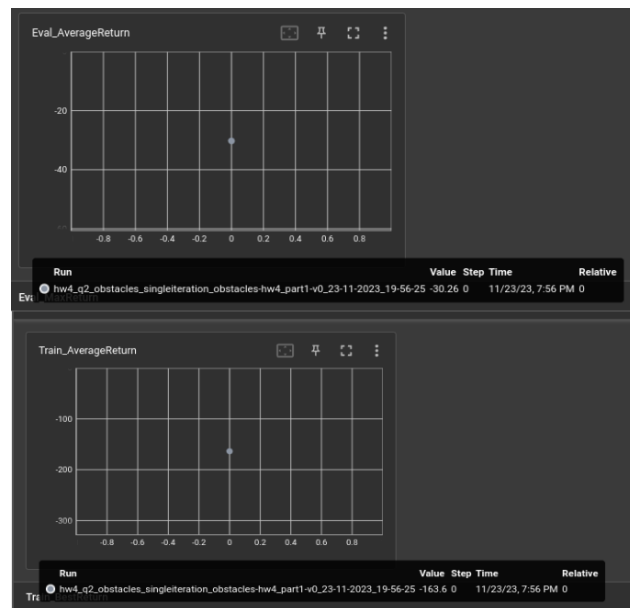 Eval_AverageReturn
-20
-40
-0.8 -0.6 -0.4 -0.2 0 0.2 0.4 0.6 0.8
Run Value Step Time Relative
hw4_q2_obstacles_singleiteration_obstacles-hw4_part1-v0_23-11-2023_19-56-25 -30.26 0 11/23/23, 7:56 PM 0
Eval_MaxReturn
Train_AverageReturn
-100
-200
-300
-0.8 -0.6 -0.4 -0.2 0 0.2 0.4 0.6 0.8
Run Value Step Time Relative
hw4_q2_obstacles_singleiteration_obstacles-hw4_part1-v0_23-11-2023_19-56-25 -163.6 0 11/23/23, 7:56 PM 0
Train_BestReturn